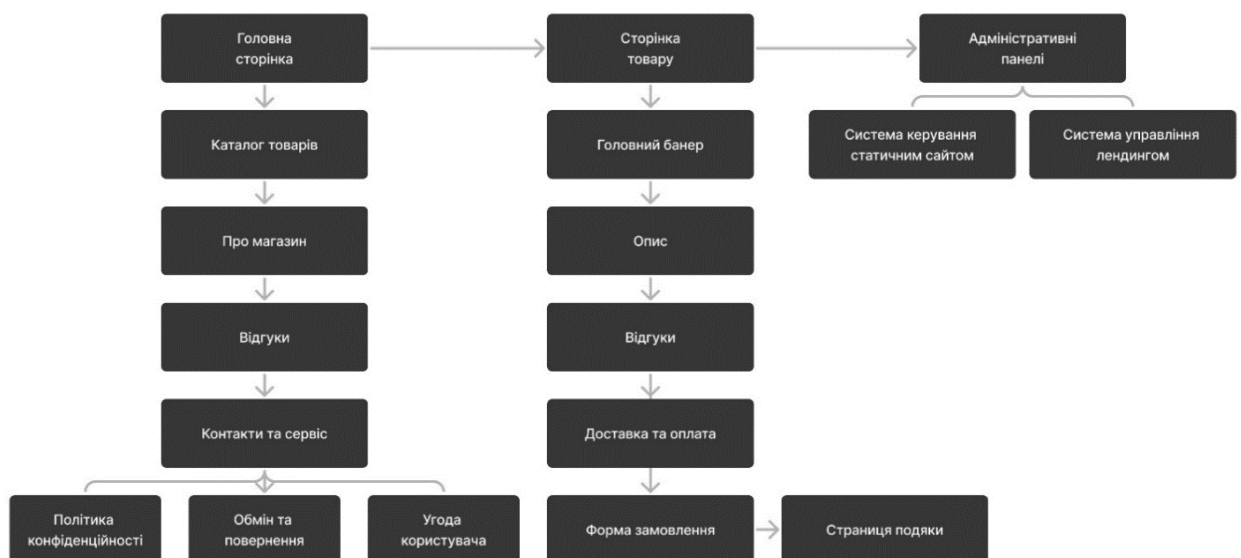 Головна
сторінка
Сторінка
товару
Адміністративні
панелі
Каталог товарів
Головний банер
Система керування
статичним сайтом
Система управління
лендингом
Про магазин
Опис
Відгуки
Відгуки
Контакти та сервіс
Доставка та оплата
Політика
конфіденційності
Обмін та
повернення
Угода
користувача
Форма замовлення
Страниця подяки